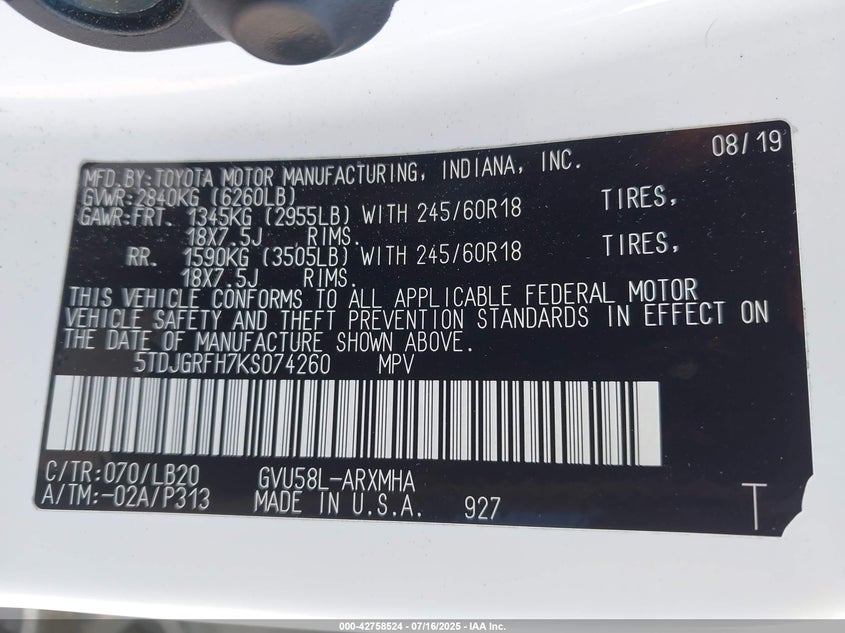 08/19
MFD.BY:TOYOTA MOTOR MANUFACTURING, INDIANA, INC.
GVWR:2840KG (6260LB)
GAWR:FRT. 1345KG (2955LB) WITH 245/60R18 TIRES,
18X7.5J RIMS.
RR. 1590KG (3505LB) WITH 245/60R18 TIRES,
18X7.5J RIMS.
THIS VEHICLE CONFORMS TO ALL APPLICABLE FEDERAL MOTOR
VEHICLE SAFETY AND THEFT PREVENTION STANDARDS IN EFFECT ON
THE DATE OF MANUFACTURE SHOWN ABOVE.
5TDJGRFH7KS074260 MPV
C/TR:070/LB20 GVU58L-ARXMHA
A/TM:-02A/P313 MADE IN U.S.A. 927 T
000-42758524 - 07/16/2025 - IAA Inc.